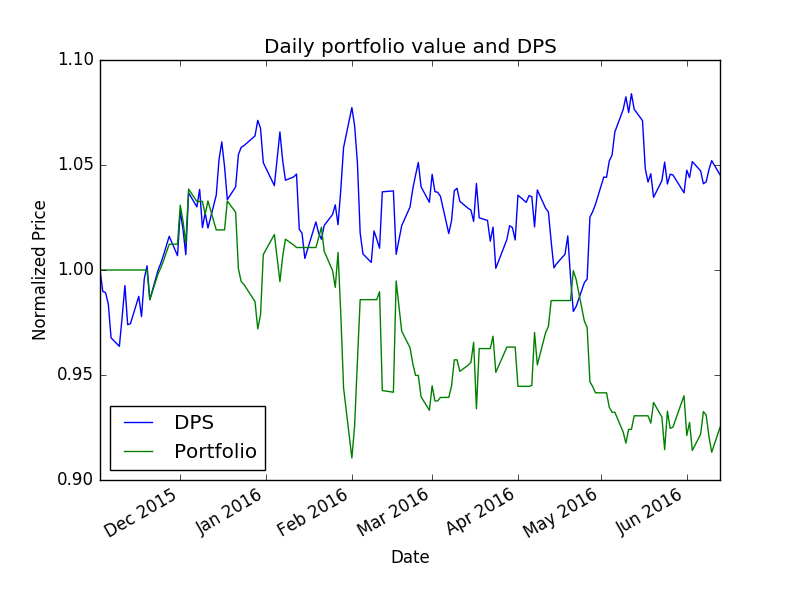 Daily portfolio value and DPS
1.10
1.05
1.00
0.95
0.90
Normalized Price
DPS
Portfolio
Dec 2015
Jan 2016
Feb 2016
Mar 2016
Apr 2016
May 2016
Jun 2016
Date